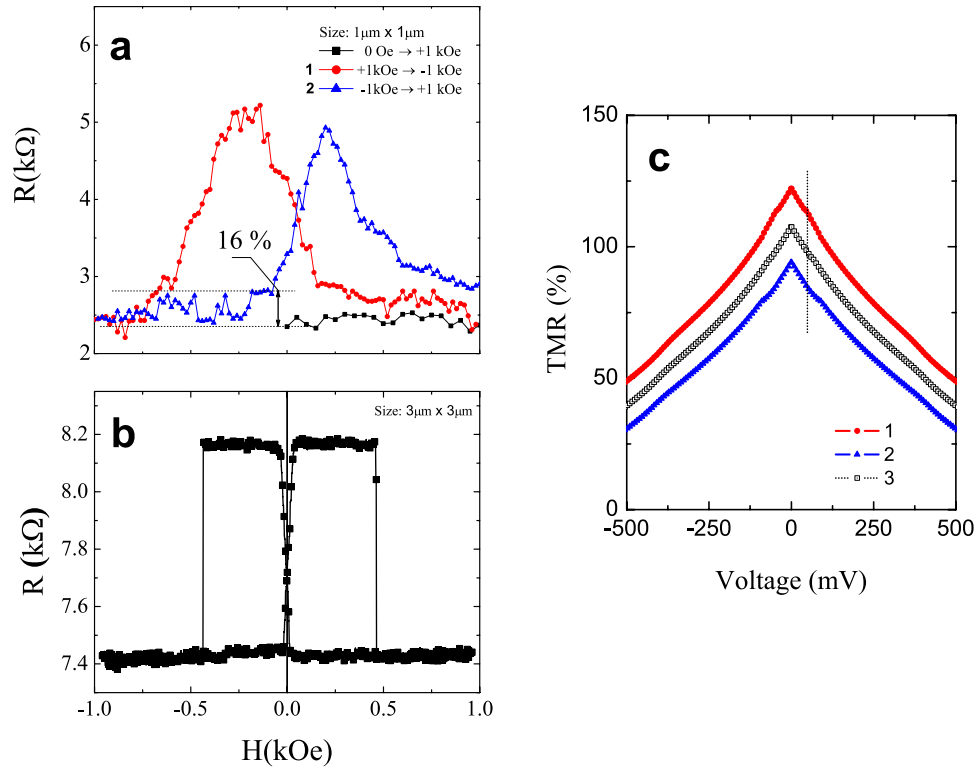 a
Size: 1μm x 1μm
0 Oe → +1 kOe
1 +1kOe → -1 kOe
2 -1kOe → +1 kOe
16 %
R(kΩ)
6
5
4
3
2
b
Size: 3μm x 3μm
R (kΩ)
8.2
8.0
7.8
7.6
7.4
-1.0 -0.5 0.0 0.5 1.0
H(kOe)
c
TMR (%)
150
100
50
0
1
2
3
-500 -250 0 250 500
Voltage (mV)